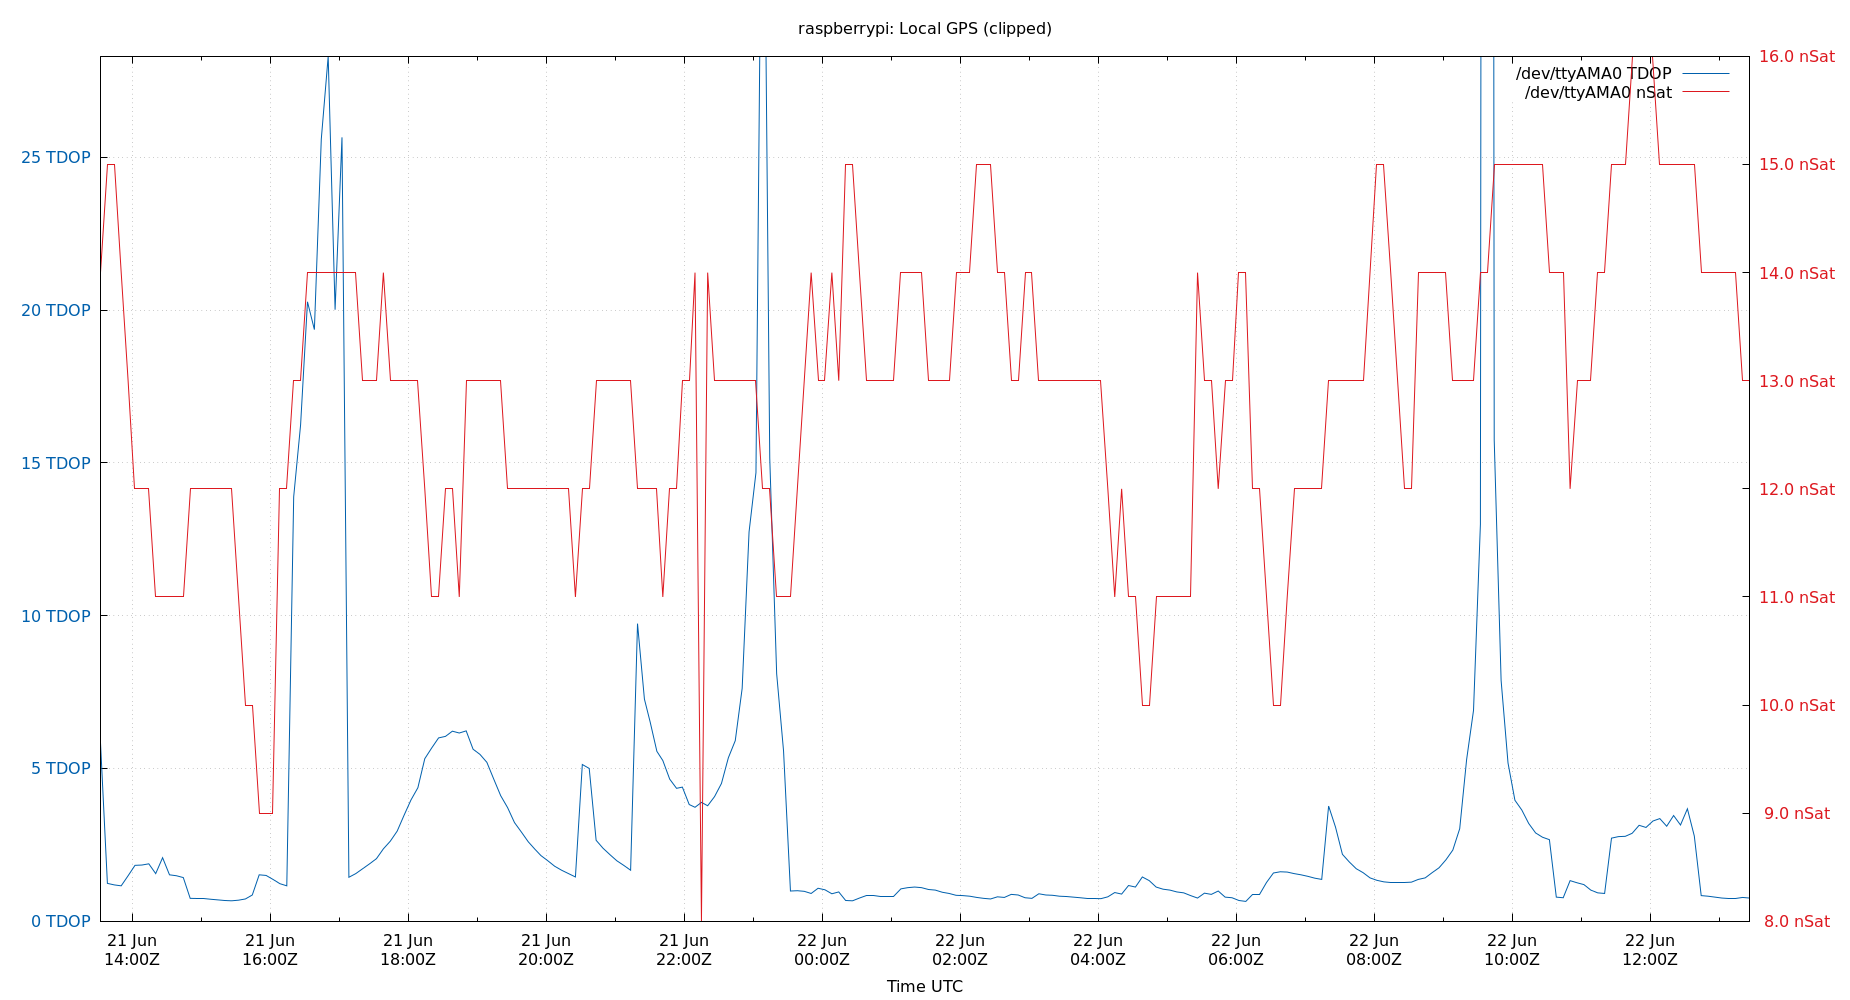 raspberrypi: Local GPS (clipped)
/dev/ttyAMA0 TDOP
/dev/ttyAMA0 nSat
25 TDOP
20 TDOP
15 TDOP
10 TDOP
5 TDOP
0 TDOP
16.0 nSat
15.0 nSat
14.0 nSat
13.0 nSat
12.0 nSat
11.0 nSat
10.0 nSat
9.0 nSat
8.0 nSat
21 Jun 21 Jun 21 Jun 21 Jun 21 Jun 22 Jun 22 Jun 22 Jun 22 Jun 22 Jun 22 Jun 22 Jun
14:00Z 16:00Z 18:00Z 20:00Z 22:00Z 00:00Z 02:00Z 04:00Z 06:00Z 08:00Z 10:00Z 12:00Z
Time UTC